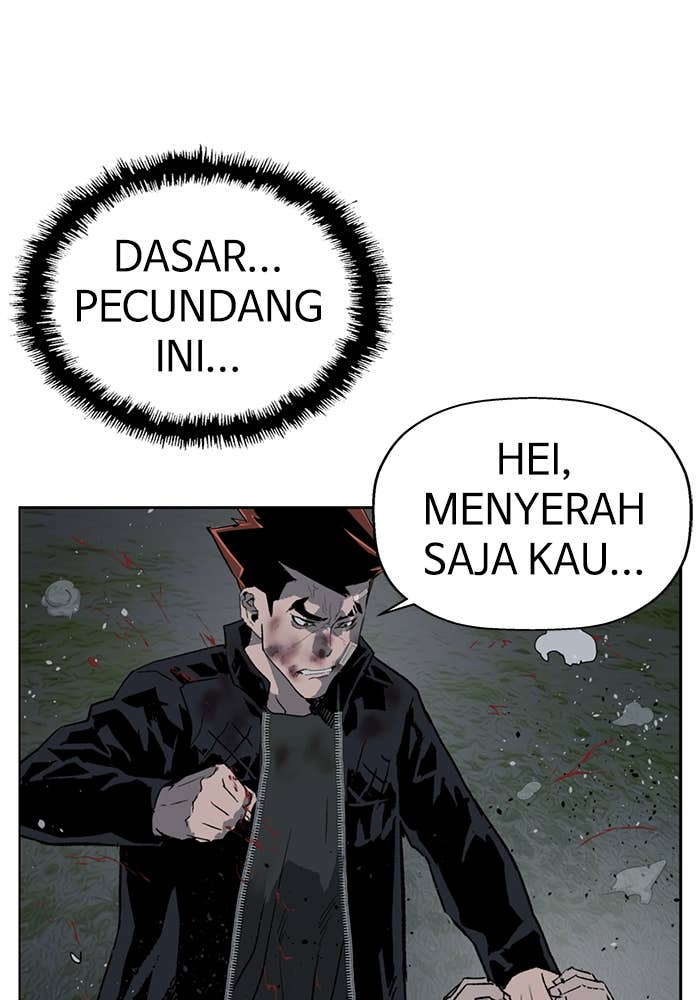 DASAR...
PECUNDANG
INI...
HEI,
MENYERAH
SAJA KAU...